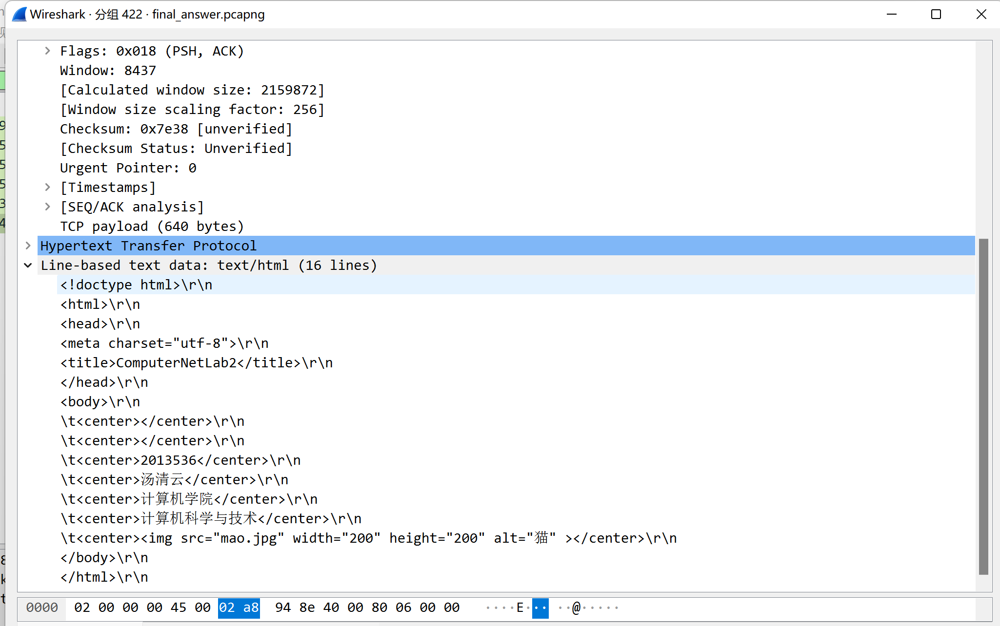 Wireshark · 分组 422 · final_answer.pcapng
Flags: 0x018 (PSH, ACK)
Window: 8437
[Calculated window size: 2159872]
[Window size scaling factor: 256]
Checksum: 0x7e38 [unverified]
[Checksum Status: Unverified]
Urgent Pointer: 0
[Timestamps]
[SEQ/ACK analysis]
TCP payload (640 bytes)
Hypertext Transfer Protocol
Line-based text data: text/html (16 lines)
<!doctype html>\r\n
<html>\r\n
<head>\r\n
<meta charset="utf-8">\r\n
<title>ComputerNetLab2</title>\r\n
</head>\r\n
<body>\r\n
\t<center></center>\r\n
\t<center></center>\r\n
\t<center>2013536</center>\r\n
\t<center>汤清云</center>\r\n
\t<center>计算机学院</center>\r\n
\t<center>计算机科学与技术</center>\r\n
\t<center><img src="mao.jpg" width="200" height="200" alt="猫" ></center>\r\n
</body>\r\n
</html>\r\n
0000 02 00 00 00 45 00 02 a8 94 8e 40 00 80 06 00 00 ····E··· ··@·····